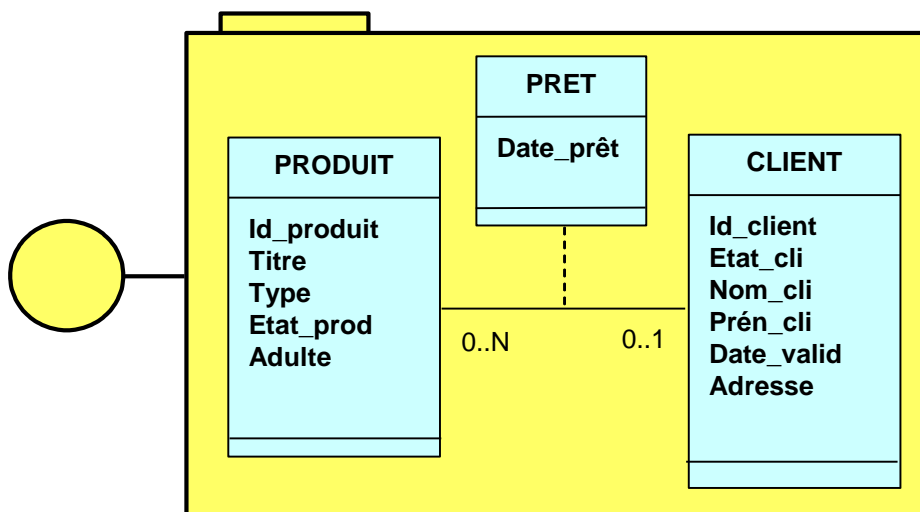 PRET
Date_prêt
PRODUIT
Id_produit
Titre
Type
Etat_prod
Adulte
0..N
0..1
CLIENT
Id_client
Etat_cli
Nom_cli
Prén_cli
Date_valid
Adresse